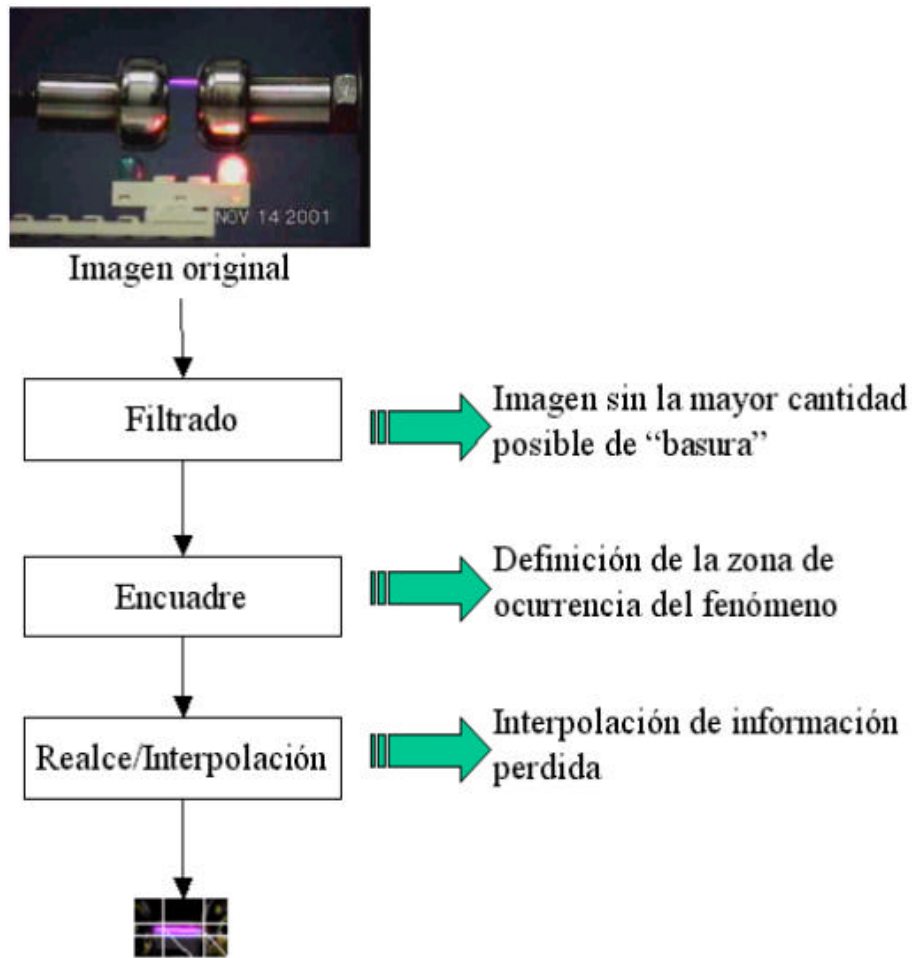 NOV 14 2001
Imagen original
Filtrado
Imagen sin la mayor cantidad
posible de “basura”
Encuadre
Definición de la zona de
ocurrencia del fenómeno
Realce/Interpolación
Interpolación de información
perdida